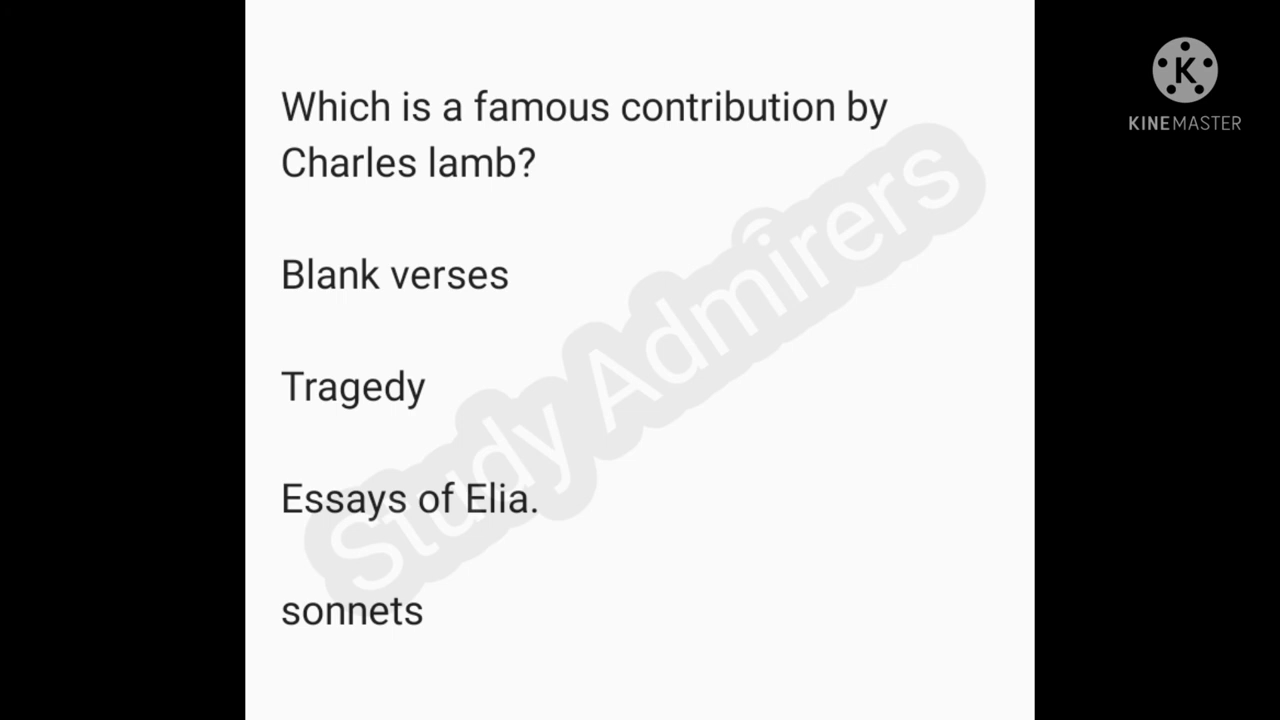 Which is a famous contribution by
Charles lamb?
Blank verses
Tragedy
Essays of Elia.
sonnets
Study Admirers
K
KINEMASTER